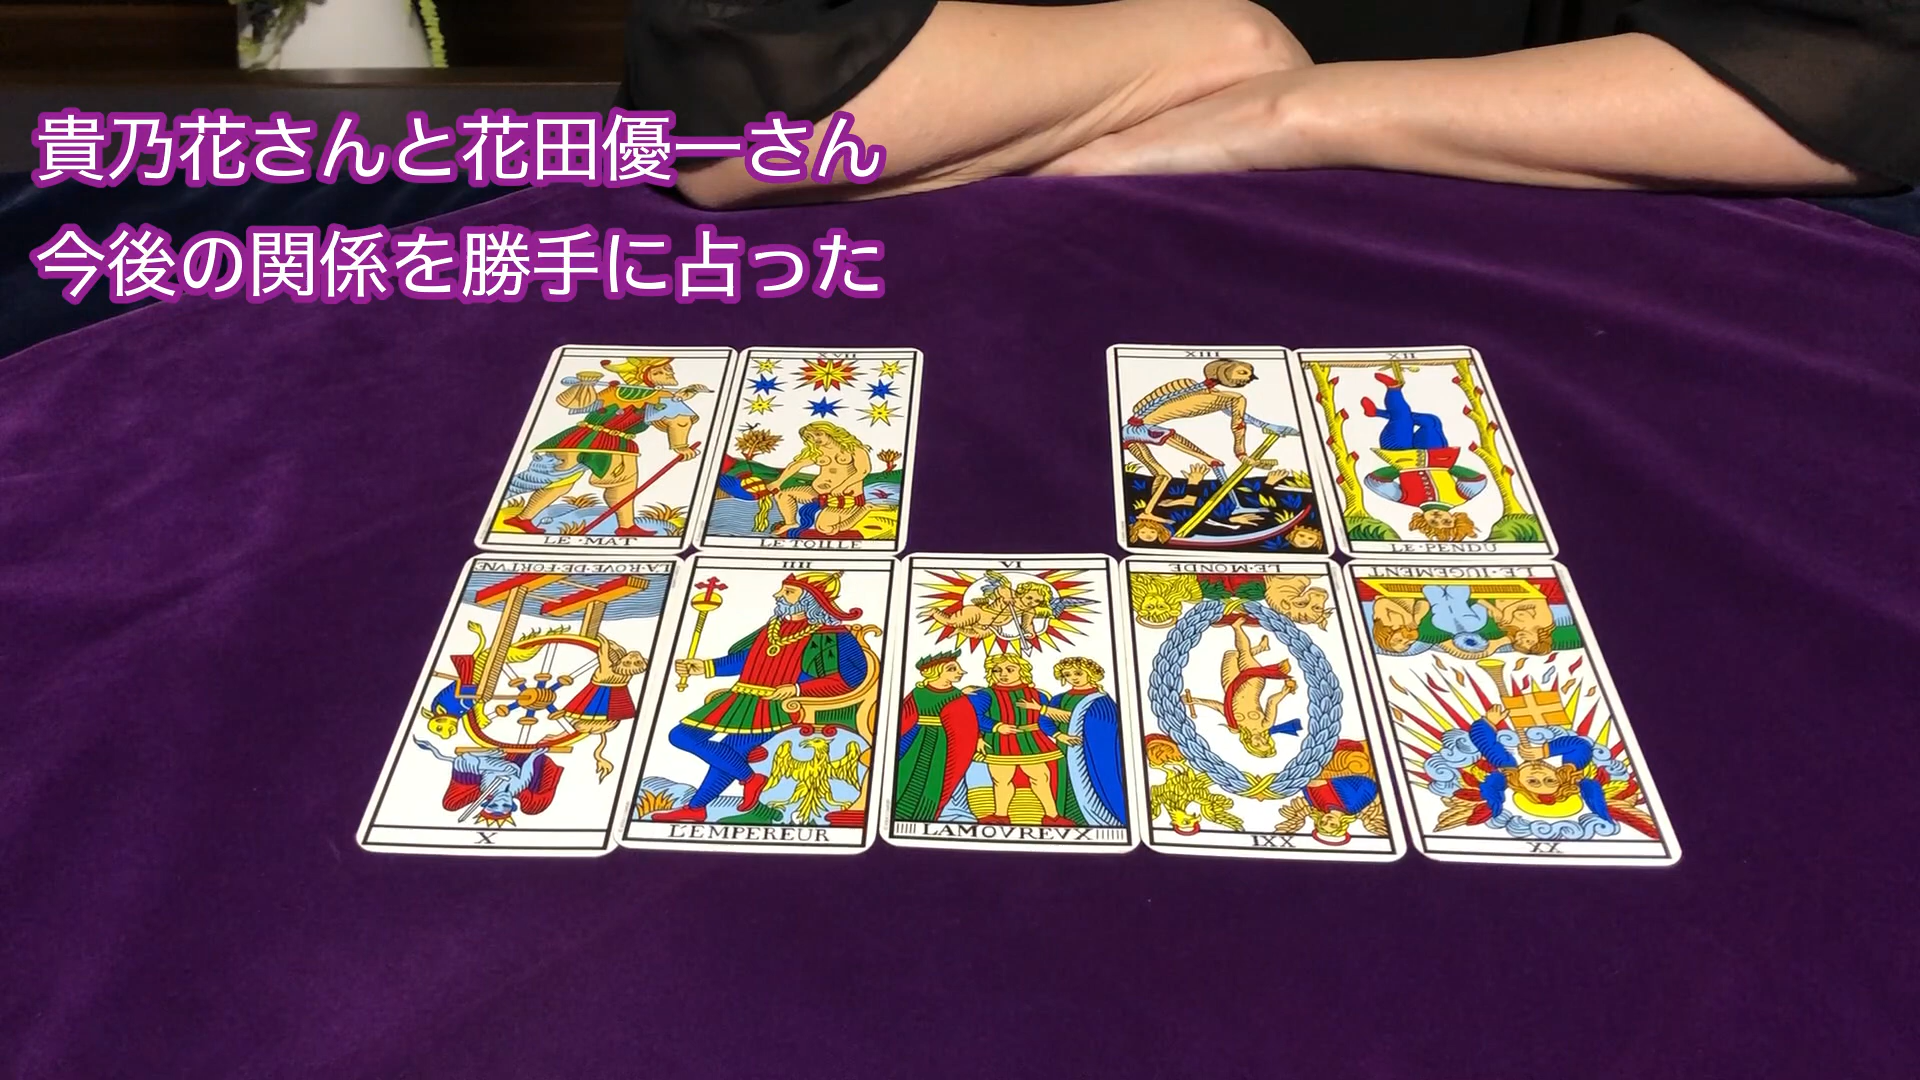 貴乃花さんと花田優一さん
今後の関係を勝手に占った
XVII
XIII
XII
LE·MAT
LE TOILLE
LE·PENDU
LA·ROVE·DE·FORTVNE
IIII
VI
LE·MONDE
LE·JUGEMENT
X
L'EMPEREUR
LAMOVREVX
XXI
XX